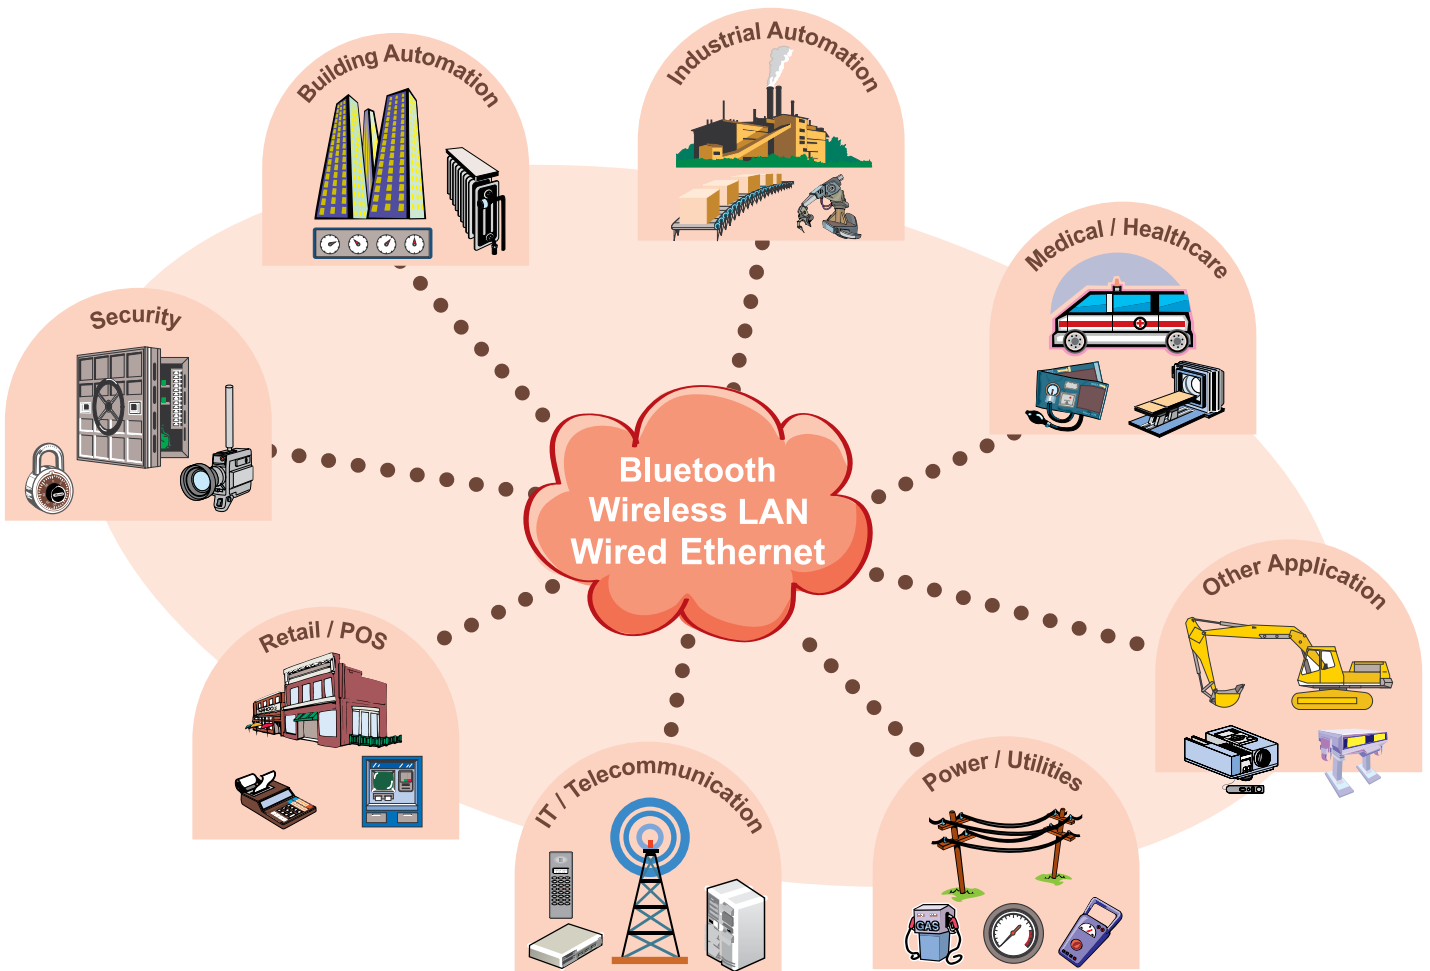 Building Automation
Industrial Automation
Medical / Healthcare
Security
Bluetooth
Wireless LAN
Wired Ethernet
Other Application
Retail / POS
IT / Telecommunication
Power / Utilities
GAS